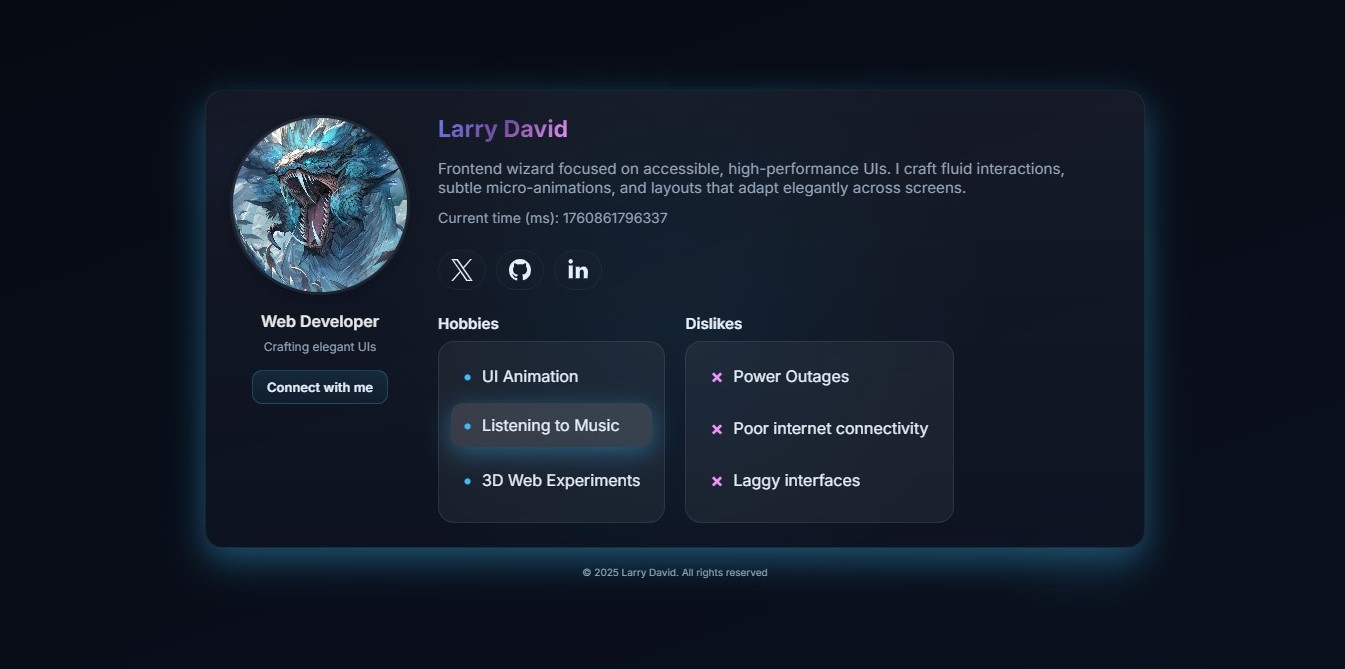 Larry David
Frontend wizard focused on accessible, high-performance UIs. I craft fluid interactions,
subtle micro-animations, and layouts that adapt elegantly across screens.
Current time (ms): 1760861796337
Web Developer
Crafting elegant UIs
Connect with me
Hobbies
UI Animation
Listening to Music
3D Web Experiments
Dislikes
Power Outages
Poor internet connectivity
Laggy interfaces
© 2025 Larry David. All rights reserved